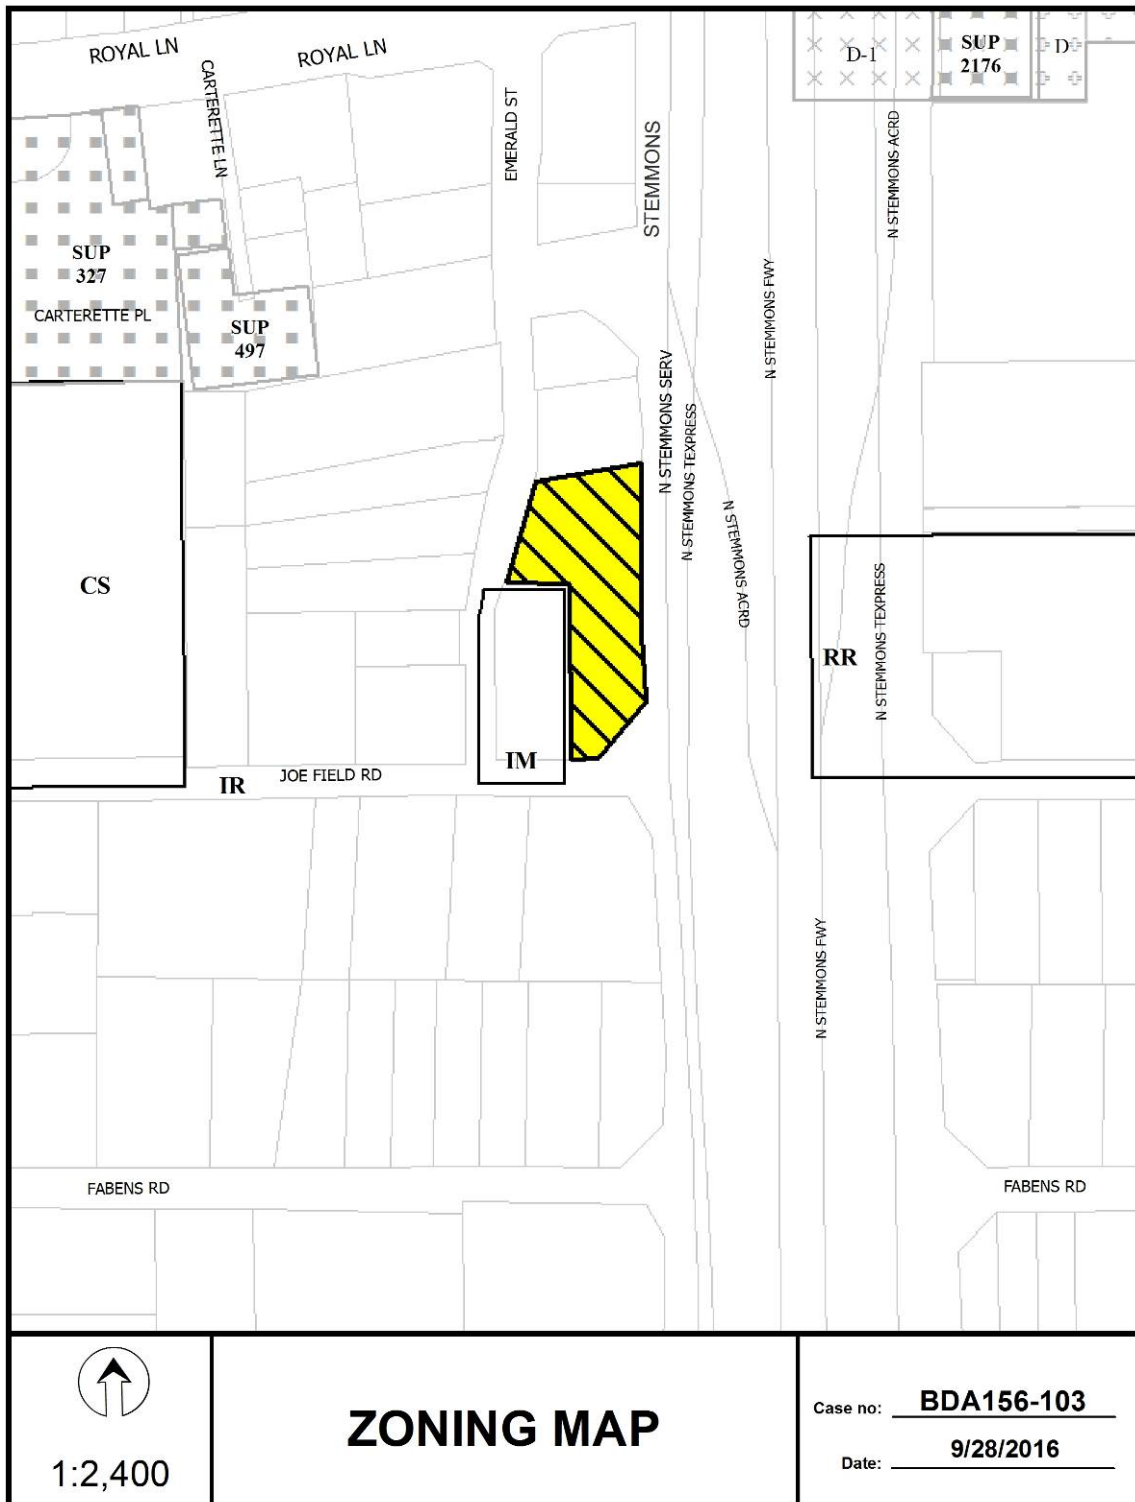 ROYAL LN
ROYAL LN
CARTERETTE LN
EMERALD ST
STEMMONS
D-1
SUP
2176
D
N STEMMONS ACRD
SUP
327
CARTERETTE PL
SUP
497
N STEMMONS FWY
N STEMMONS SERV
N STEMMONS TEXPRESS
N STEMMONS ACRD
CS
RR
N STEMMONS TEXPRESS
IM
IR
JOE FIELD RD
N STEMMONS FWY
FABENS RD
FABENS RD
1:2,400
ZONING MAP
Case no: BDA156-103
Date: 9/28/2016